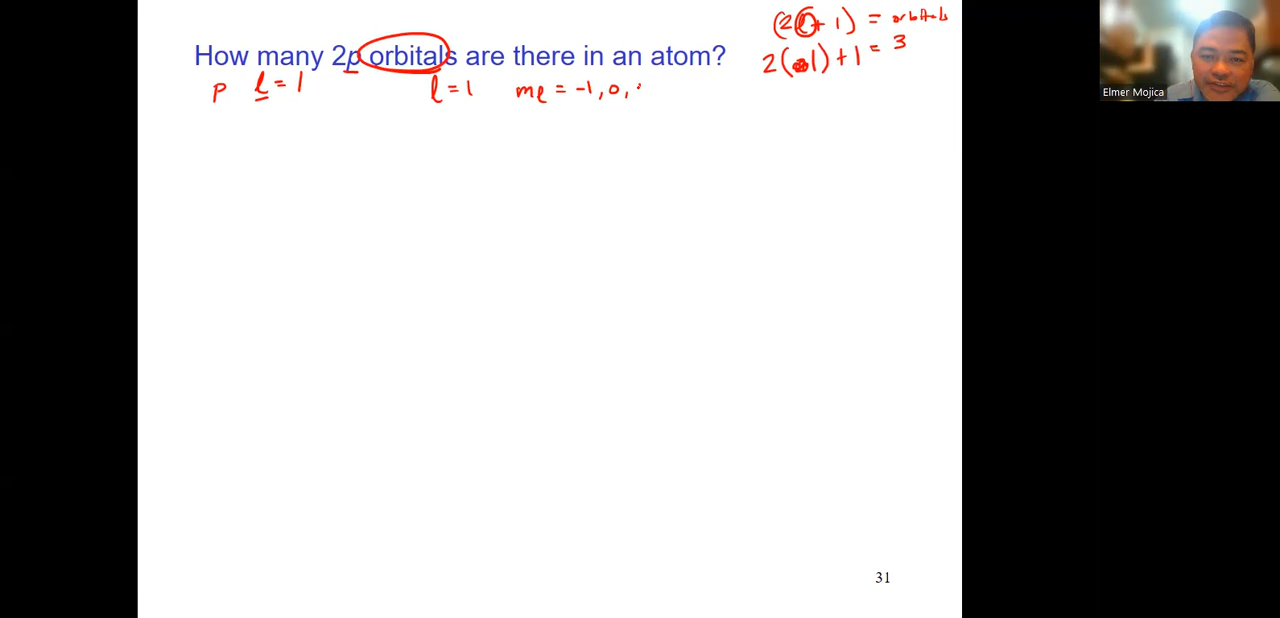 (2l + 1) = orbitals
How many 2p orbitals are there in an atom?
2(1) + 1 = 3
p l = 1 l = 1 ml = -1, 0,
Elmer Mojica
31